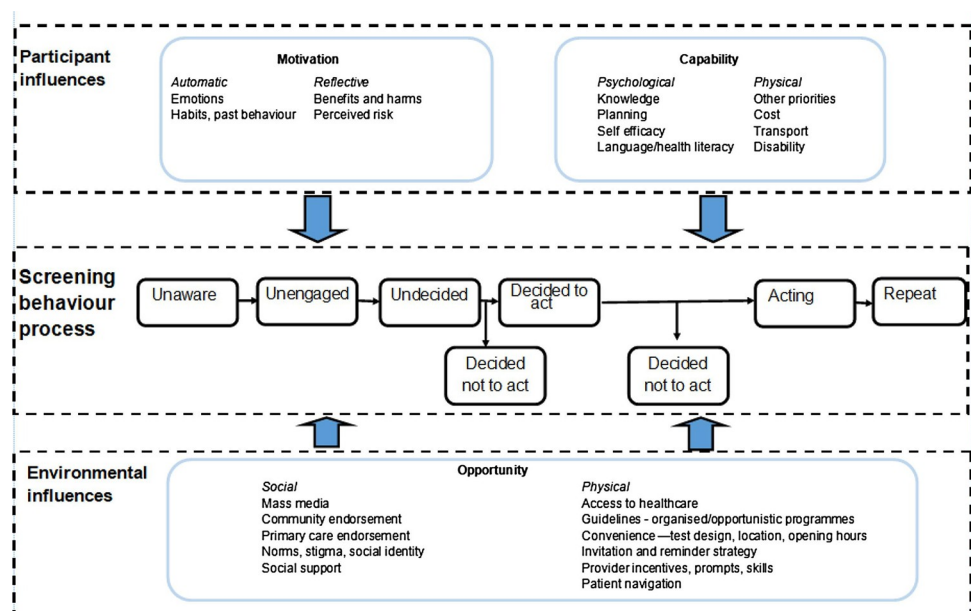 Participant
influences
Motivation
Automatic
Emotions
Habits, past behaviour
Reflective
Benefits and harms
Perceived risk
Capability
Psychological
Knowledge
Planning
Self efficacy
Language/health literacy
Physical
Other priorities
Cost
Transport
Disability
Screening
behaviour
process
Unaware
Unengaged
Undecided
Decided to
act
Acting
Repeat
Decided
not to act
Decided
not to act
Environmental
influences
Opportunity
Social
Mass media
Community endorsement
Primary care endorsement
Norms, stigma, social identity
Social support
Physical
Access to healthcare
Guidelines - organised/opportunistic programmes
Convenience —test design, location, opening hours
Invitation and reminder strategy
Provider incentives, prompts, skills
Patient navigation